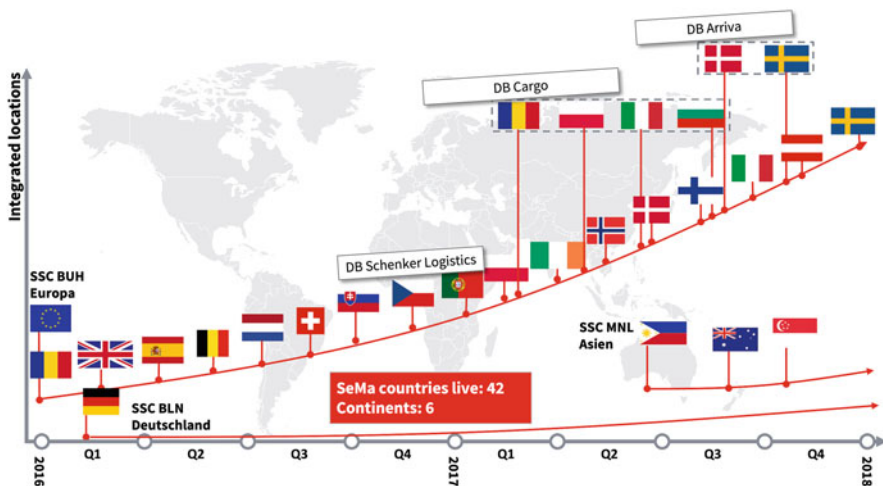 DB Arriva
DB Cargo
Integrated locations
DB Schenker Logistics
SSC BUH
Europa
SSC MNL
Asien
SSC BLN
Deutschland
SeMa countries live: 42
Continents: 6
2016
Q1
Q2
Q3
Q4
2017
Q1
Q2
Q3
Q4
2018